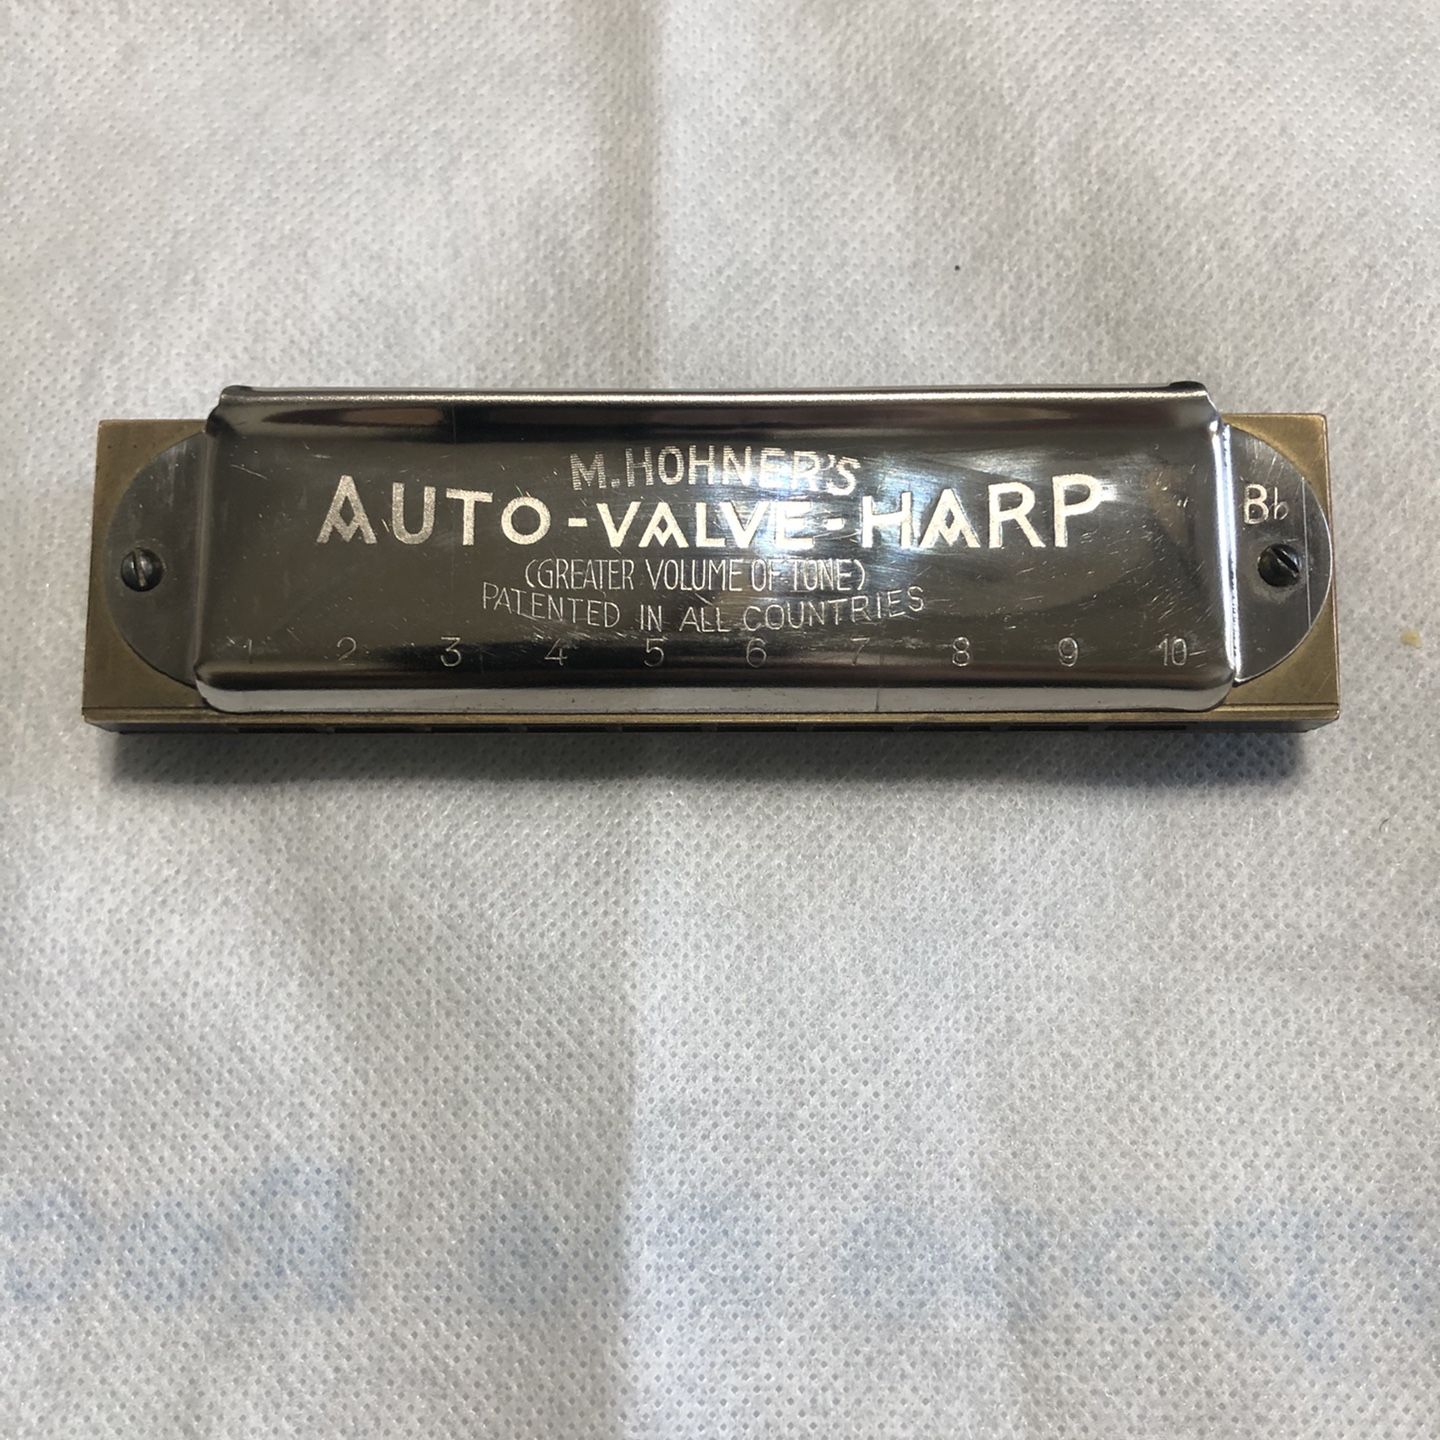 M. HOHNER'S
AUTO-VALVE-HARP
Bb
(GREATER VOLUME OF TONE)
PATENTED IN ALL COUNTRIES
1 2 3 4 5 6 7 8 9 10